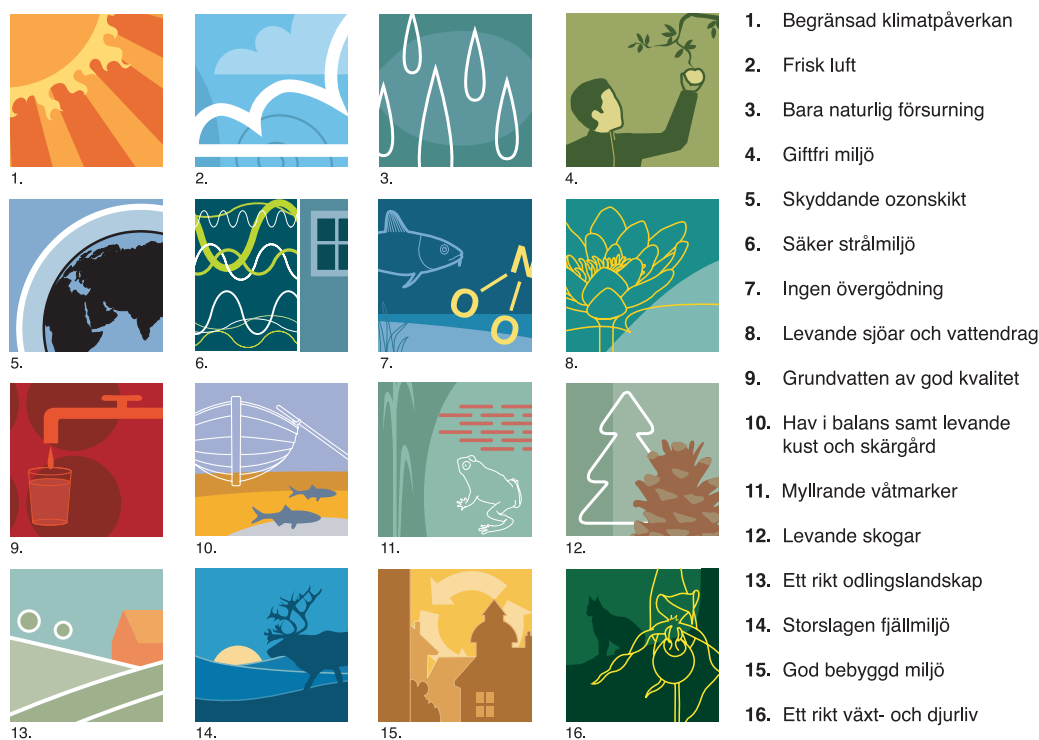 1.
2.
3.
4.
5.
6.
N
O
O
7.
8.
9.
10.
11.
12.
13.
14.
15.
16.
1. Begränsad klimatpåverkan
2. Frisk luft
3. Bara naturlig försurning
4. Giftfri miljö
5. Skyddande ozonskikt
6. Säker strålmiljö
7. Ingen övergödning
8. Levande sjöar och vattendrag
9. Grundvatten av god kvalitet
10. Hav i balans samt levande
kust och skärgård
11. Myllrande våtmarker
12. Levande skogar
13. Ett rikt odlingslandskap
14. Storslagen fjällmiljö
15. God bebyggd miljö
16. Ett rikt växt- och djurliv